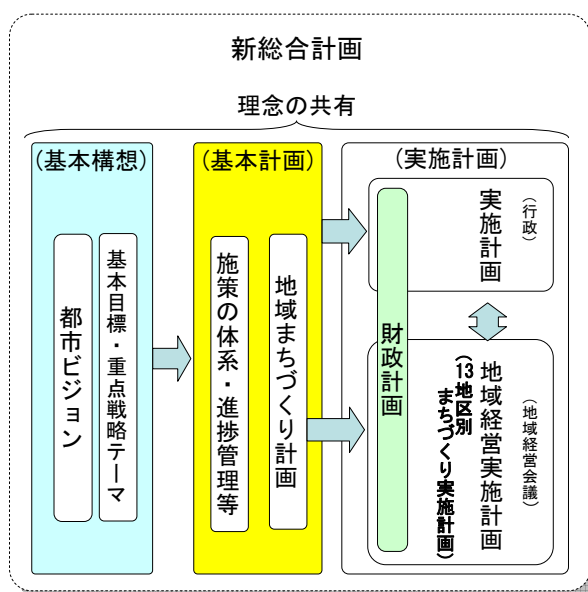 新総合計画
理念の共有
(基本構想)
都市ビジョン
基本目標・重点戦略テーマ
(基本計画)
施策の体系・進捗管理等
地域まちづくり計画
(実施計画)
財政計画
実施計画
(行政)
地域経営実施計画
(13地区別
まちづくり実施計画)
(地域経営会議)